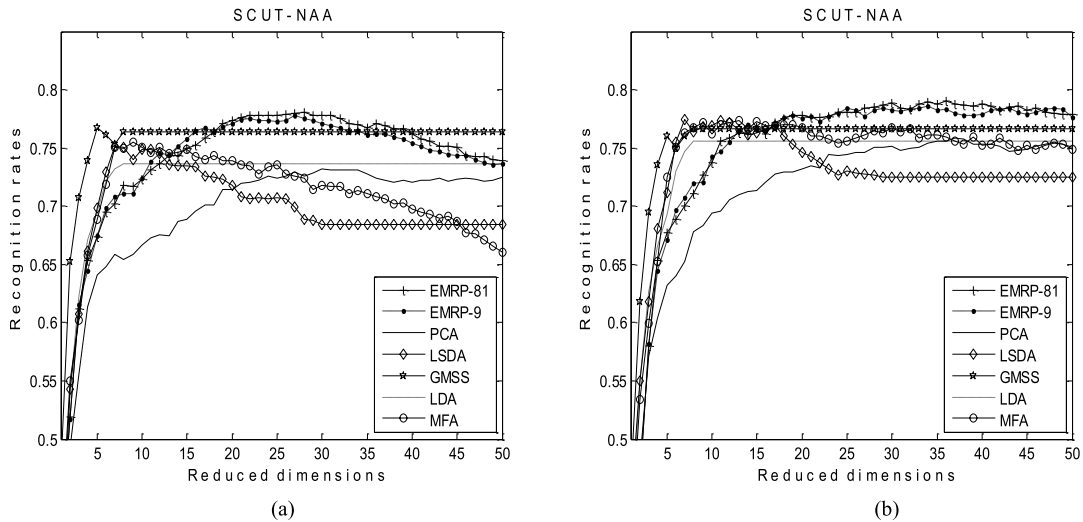 SCUT-NAA
Recognition rates
0.8
0.75
0.7
0.65
0.6
0.55
0.5
5 10 15 20 25 30 35 40 45 50
Reduced dimensions
EMRP-81
EMRP-9
PCA
LSDA
GMSS
LDA
MFA
(a)
SCUT-NAA
Recognition rates
0.8
0.75
0.7
0.65
0.6
0.55
0.5
5 10 15 20 25 30 35 40 45 50
Reduced dimensions
EMRP-81
EMRP-9
PCA
LSDA
GMSS
LDA
MFA
(b)